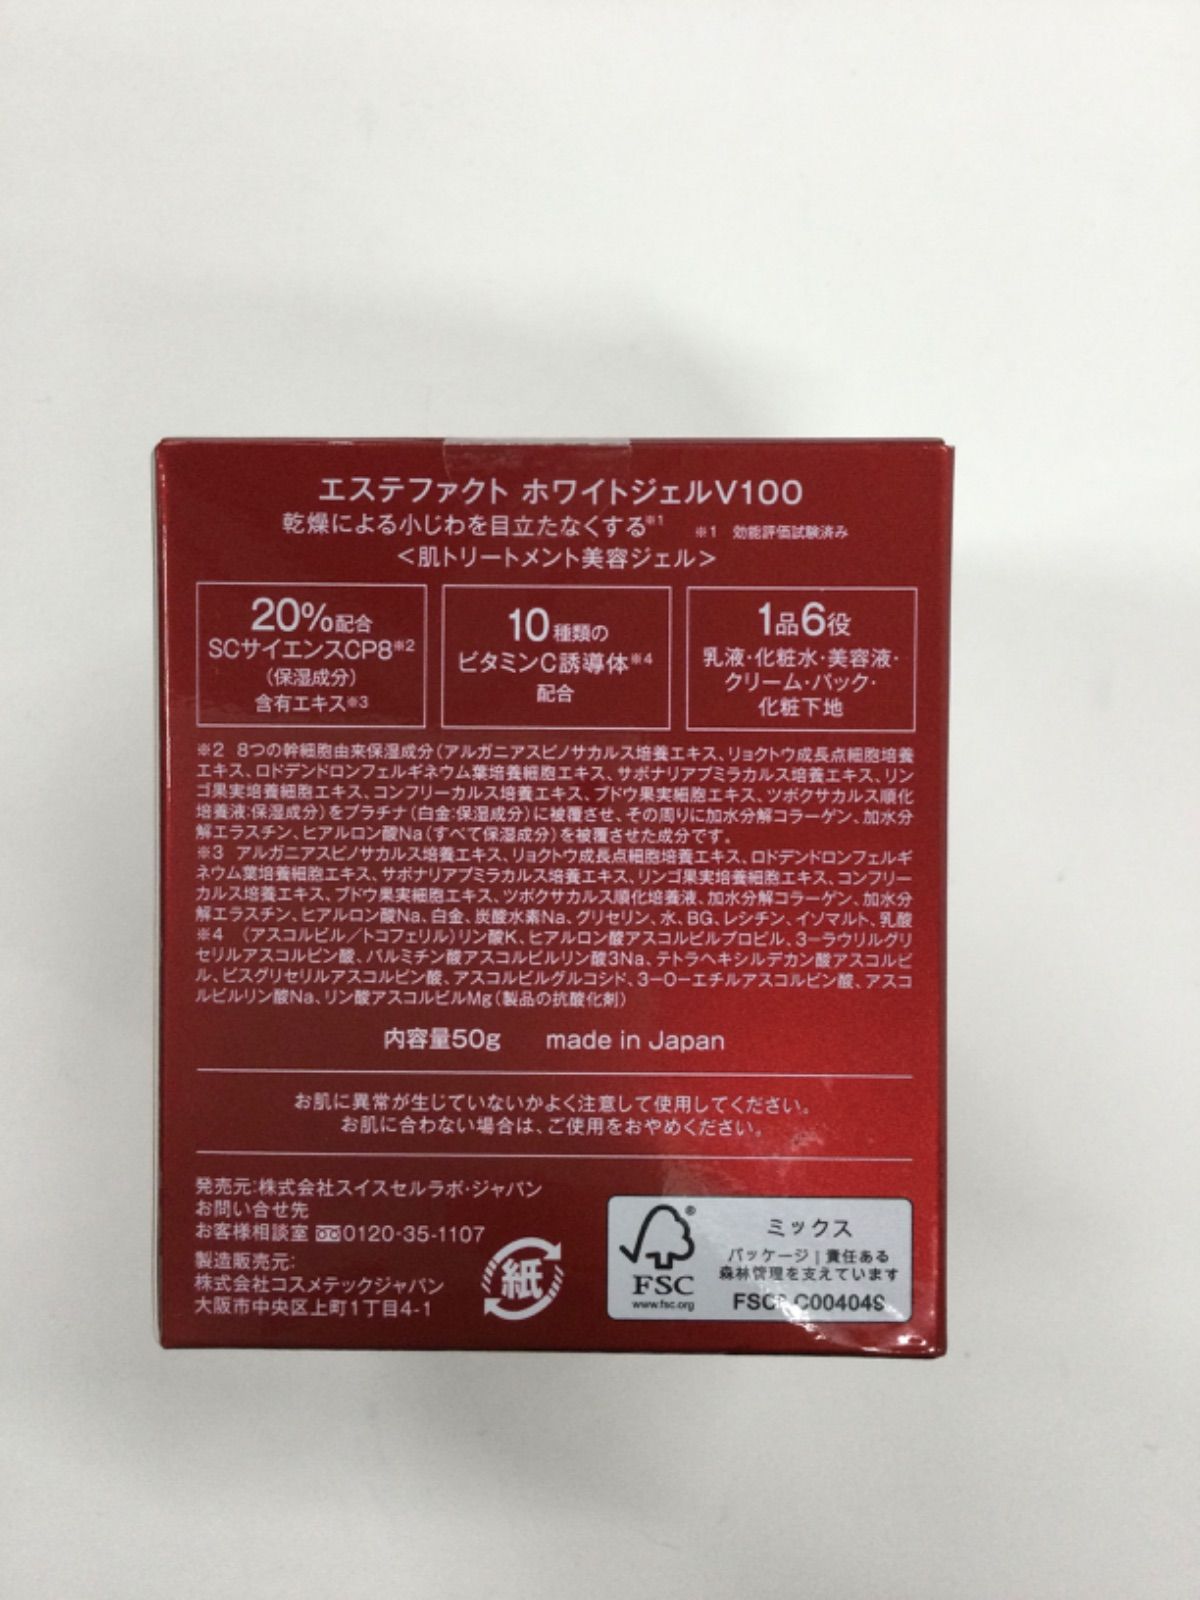 エステファクト ホワイトジェルV100
乾燥による小じわを目立たなくする※1 ※1 効能評価試験済み
＜肌トリートメント美容ジェル＞
20%配合
SCサイエンスCP8※2
（保湿成分）
含有エキス※3
10種類の
ビタミンC誘導体※4
配合
1品6役
乳液・化粧水・美容液・
クリーム・パック・
化粧下地
※2 8つの幹細胞由来保湿成分（アルガニアスピノサカルス培養エキス、リョクトウ成長点細胞培養
エキス、ロドデンドロンフェルギネウム葉培養細胞エキス、サポナリアプミラカルス培養エキス、リン
ゴ果実培養細胞エキス、コンフリーカルス培養エキス、ブドウ果実細胞エキス、ツボクサカルス順化
培養液:保湿成分）をプラチナ（白金:保湿成分）に被覆させ、その周りに加水分解コラーゲン、加水分
解エラスチン、ヒアルロン酸Na（すべて保湿成分）を被覆させた成分です。
※3 アルガニアスピノサカルス培養エキス、リョクトウ成長点細胞培養エキス、ロドデンドロンフェルギ
ネウム葉培養細胞エキス、サポナリアプミラカルス培養エキス、リンゴ果実培養細胞エキス、コンフリー
カルス培養エキス、ブドウ果実細胞エキス、ツボクサカルス順化培養液、加水分解コラーゲン、加水分
解エラスチン、ヒアルロン酸Na、白金、炭酸水素Na、グリセリン、水、BG、レシチン、イソマルト、乳酸
※4 （アスコルビル／トコフェリル）リン酸K、ヒアルロン酸アスコルビルプロピル、3-ラウリルグリ
セリルアスコルビン酸、パルミチン酸アスコルビルリン酸3Na、テトラヘキシルデカン酸アスコルビ
ル、ビスグリセリルアスコルビン酸、アスコルビルグルコシド、3-O-エチルアスコルビン酸、アスコ
ルビルリン酸Na、リン酸アスコルビルMg（製品の抗酸化剤）
内容量50g made in Japan
お肌に異常が生じていないかよく注意して使用してください。
お肌に合わない場合は、ご使用をおやめください。
発売元:株式会社スイスセルラボ・ジャパン
お問い合せ先
お客様相談室 0120-35-1107
製造販売元:
株式会社コスメテックジャパン
大阪市中央区上町1丁目4-1
紙
FSC
www.fsc.org
ミックス
パッケージ | 責任ある
森林管理を支えています
FSC® C004049